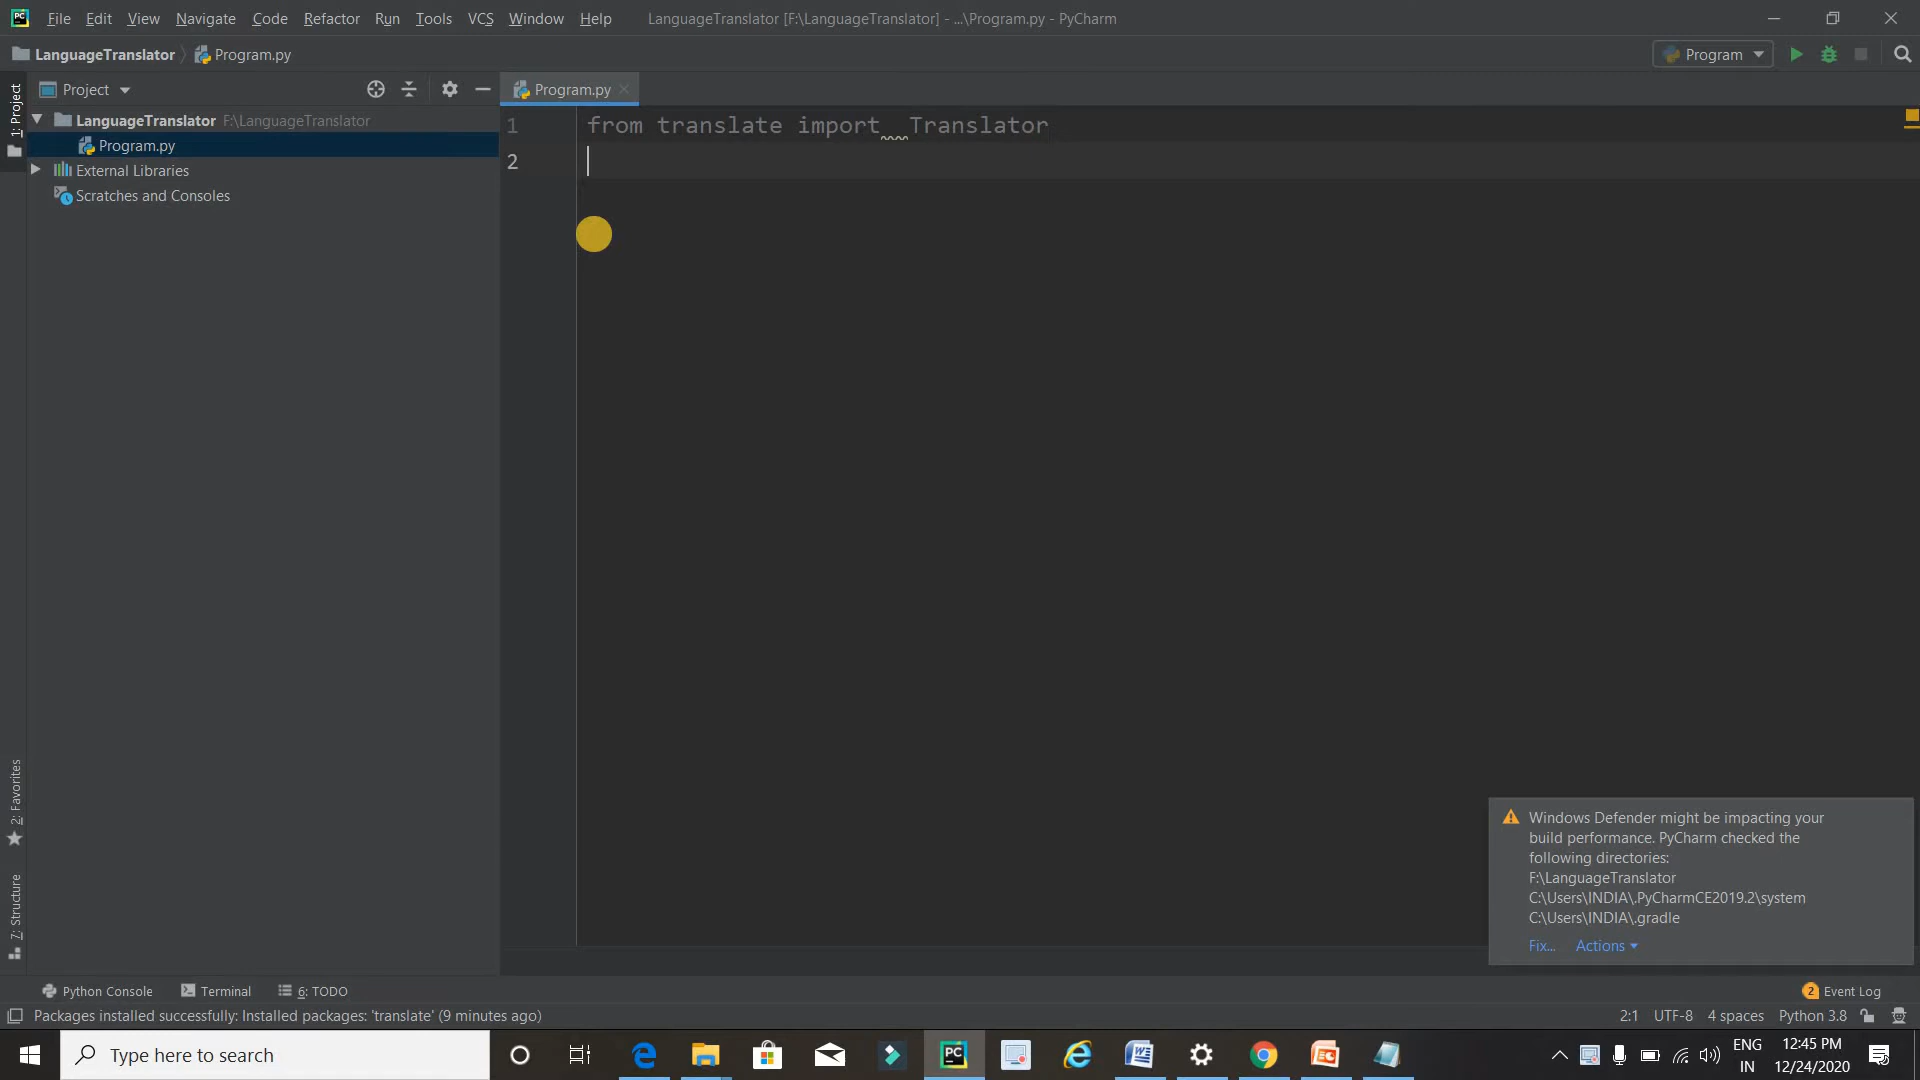 PC File Edit View Navigate Code Refactor Run Tools VCS Window Help LanguageTranslator [F:\LanguageTranslator] - ...\Program.py - PyCharm
LanguageTranslator Program.py Program
1: Project
Project Program.py
LanguageTranslator F:\LanguageTranslator
Program.py
External Libraries
Scratches and Consoles
1 from translate import  Translator
2
2: Favorites
7: Structure
Windows Defender might be impacting your
build performance. PyCharm checked the
following directories:
F:\LanguageTranslator
C:\Users\INDIA\.PyCharmCE2019.2\system
C:\Users\INDIA\.gradle
Fix... Actions
Python Console Terminal 6: TODO 2 Event Log
Packages installed successfully: Installed packages: 'translate' (9 minutes ago) 2:1 UTF-8 4 spaces Python 3.8
Type here to search PC ENG 12:45 PM
IN 12/24/2020